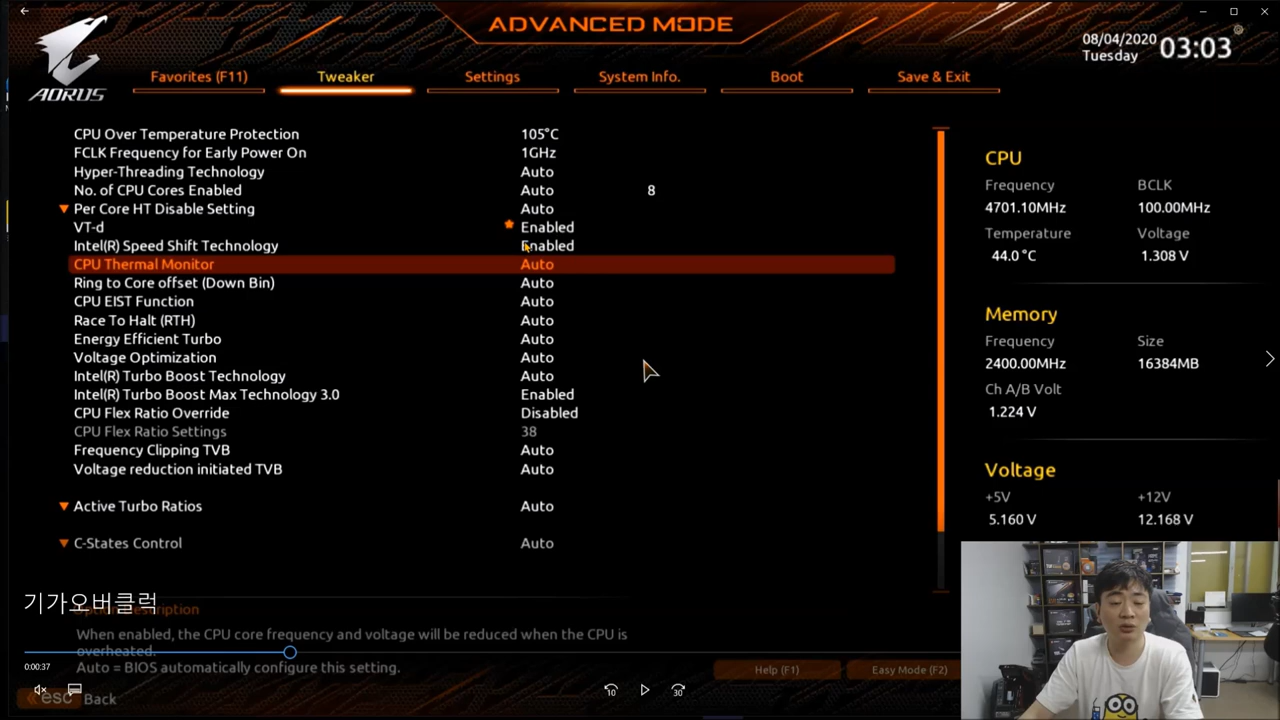 ADVANCED MODE
08/04/2020 03:03
Tuesday
AORUS
Favorites (F11) Tweaker Settings System Info. Boot Save & Exit
CPU Over Temperature Protection 105°C
FCLK Frequency for Early Power On 1GHz
Hyper-Threading Technology Auto
No. of CPU Cores Enabled Auto 8
Per Core HT Disable Setting Auto
VT-d Enabled
Intel(R) Speed Shift Technology Enabled
CPU Thermal Monitor Auto
Ring to Core offset (Down Bin) Auto
CPU EIST Function Auto
Race To Halt (RTH) Auto
Energy Efficient Turbo Auto
Voltage Optimization Auto
Intel(R) Turbo Boost Technology Auto
Intel(R) Turbo Boost Max Technology 3.0 Enabled
CPU Flex Ratio Override Disabled
CPU Flex Ratio Settings 38
Frequency Clipping TVB Auto
Voltage reduction initiated TVB Auto
Active Turbo Ratios Auto
C-States Control Auto
CPU
Frequency BCLK
4701.10MHz 100.00MHz
Temperature Voltage
44.0 °C 1.308 V
Memory
Frequency Size
2400.00MHz 16384MB
Ch A/B Volt
1.224 V
Voltage
+5V +12V
5.160 V 12.168 V
기가오버클럭
Option Description
When enabled, the CPU core frequency and voltage will be reduced when the CPU is
overheated.
Auto = BIOS automatically configure this setting.
0:00:37
Help (F1) Easy Mode (F2)
esc Back
10 30